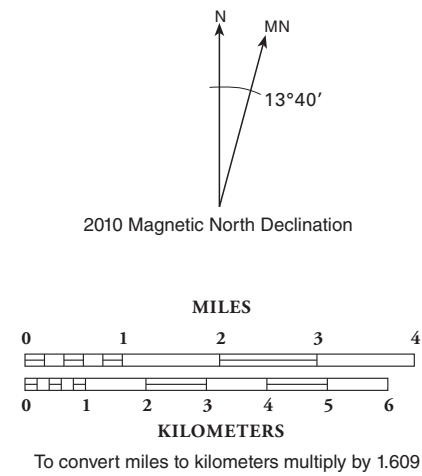 N
MN
13°40’
2010 Magnetic North Declination
MILES
0 1 2 3 4
0 1 2 3 4 5 6
KILOMETERS
To convert miles to kilometers multiply by 1.609